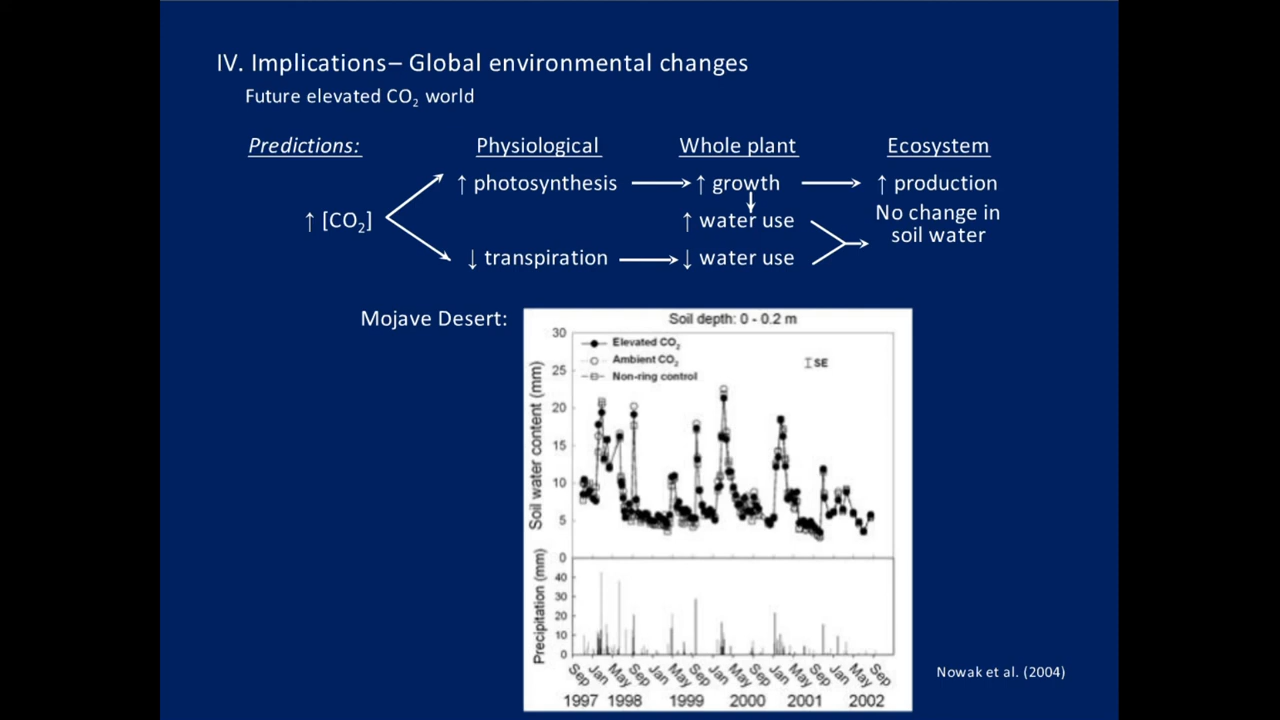 IV. Implications– Global environmental changes
Future elevated CO₂ world
Predictions: Physiological Whole plant Ecosystem
↑ photosynthesis ↑ growth ↑ production
↑ [CO₂] ↑ water use No change in
soil water
↓ transpiration ↓ water use
Mojave Desert:
Soil depth: 0 - 0.2 m
Elevated CO₂
Ambient CO₂
Non-ring control
SE
Soil water content (mm)
30
25
20
15
10
5
0
Precipitation (mm)
40
30
20
10
0
Sep Jan May Sep Jan May Sep Jan May Sep Jan May Sep Jan May Sep
1997 1998 1999 2000 2001 2002
Nowak et al. (2004)